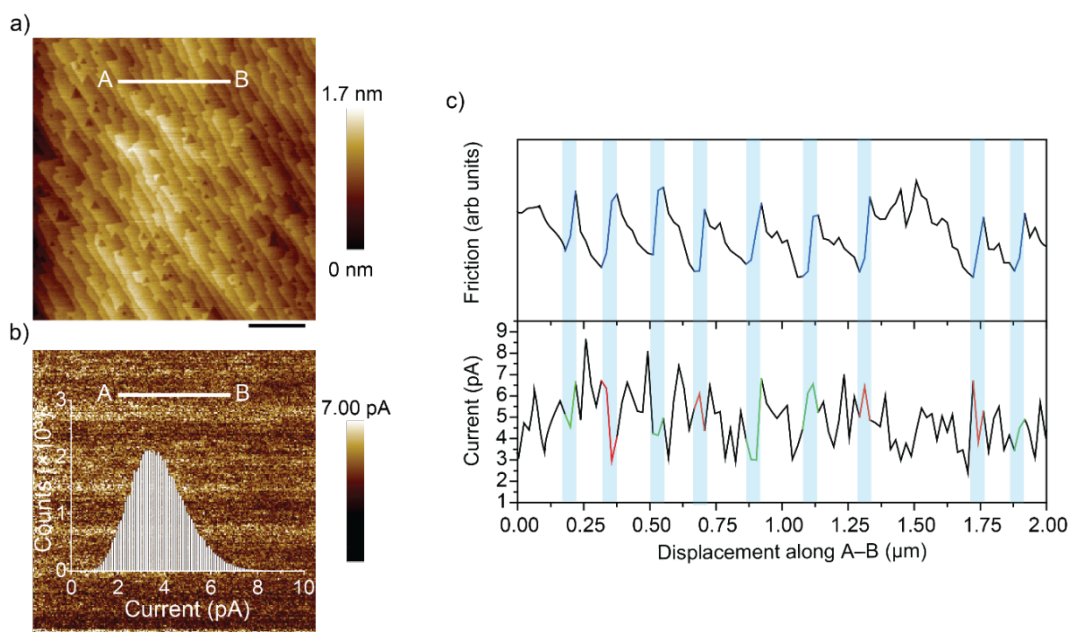 a)
A B
1.7 nm
0 nm
b)
A B
7.00 pA
3
2
1
0
0 2 4 6 8 10
Current (pA)
c)
Friction (arb units)
Current (pA)
9
8
7
6
5
4
3
2
1
0.00 0.25 0.50 0.75 1.00 1.25 1.50 1.75 2.00
Displacement along A–B (µm)